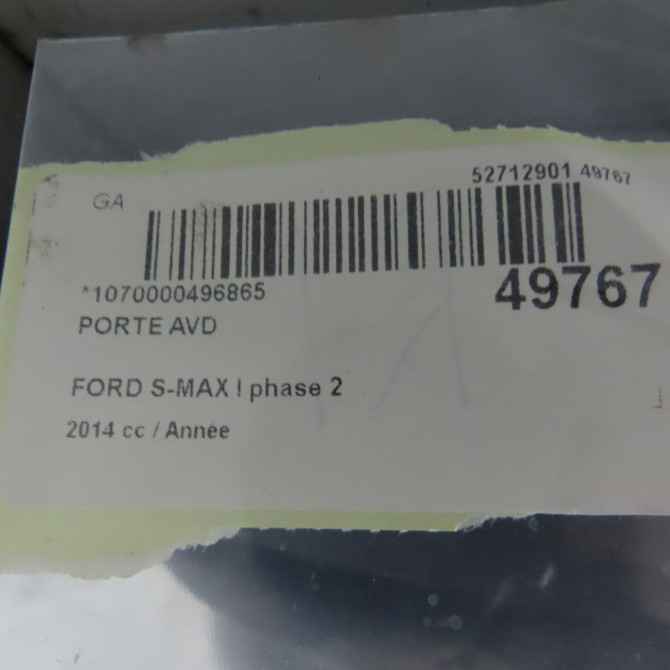 52712901 49767
GA
*1070000496865
49767
PORTE AVD
FORD S-MAX I phase 2
2014 cc / Année